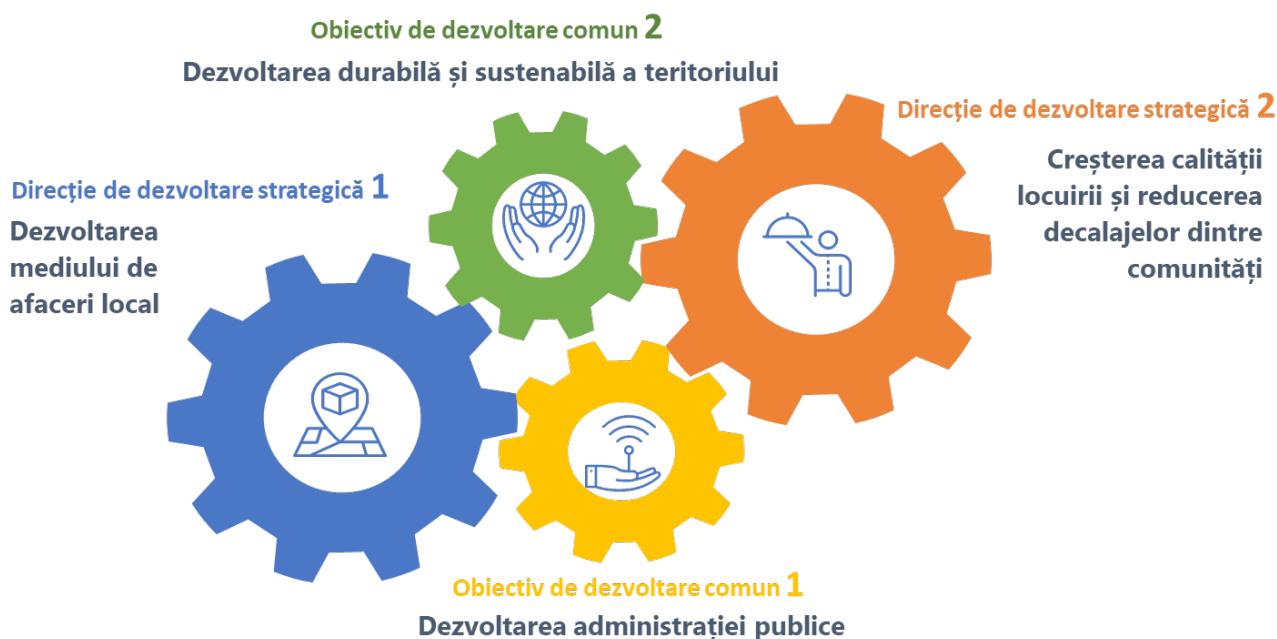 Obiectiv de dezvoltare comun 2
Dezvoltarea durabilă și sustenabilă a teritoriului
Direcție de dezvoltare strategică 2
Creșterea calității
locuirii și reducerea
decalajelor dintre
comunități
Direcție de dezvoltare strategică 1
Dezvoltarea
mediului de
afaceri local
Obiectiv de dezvoltare comun 1
Dezvoltarea administrației publice